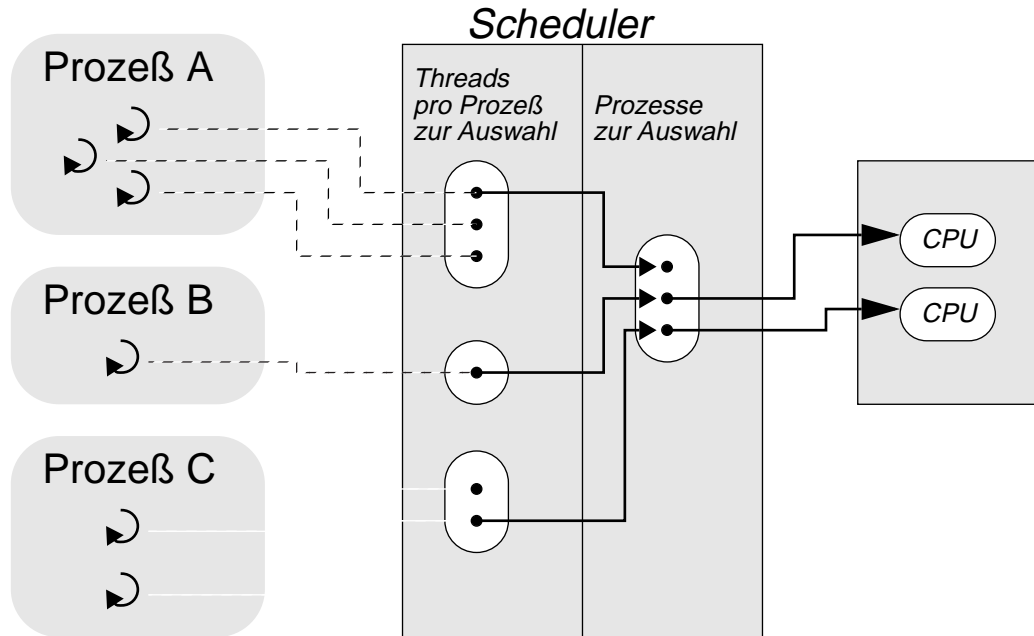 Scheduler
Prozeß A
Threads
pro Prozeß
zur Auswahl
Prozesse
zur Auswahl
CPU
CPU
Prozeß B
Prozeß C